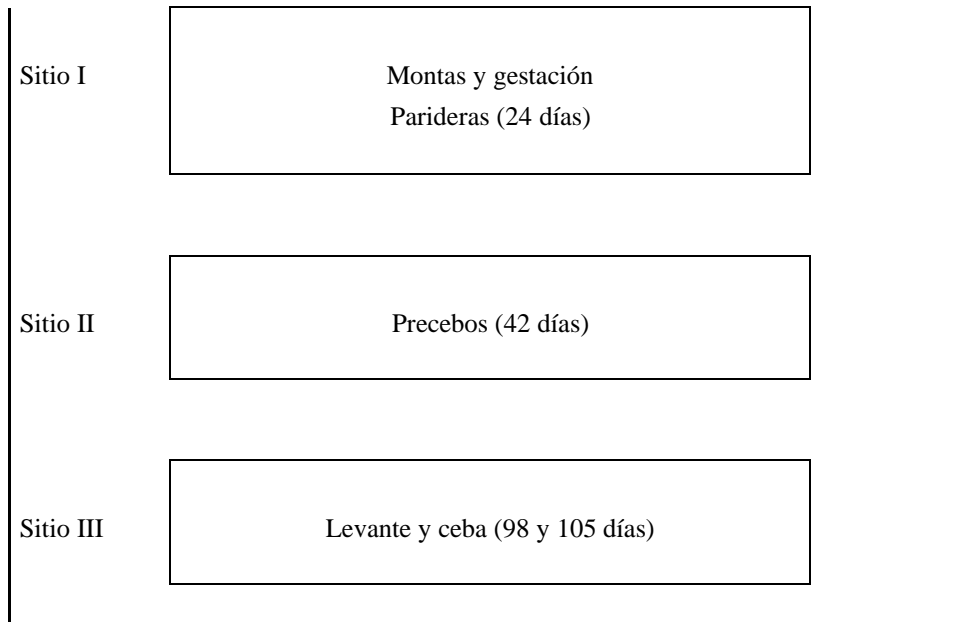 Sitio I
Montas y gestación
Parideras (24 días)
Sitio II
Precebos (42 días)
Sitio III
Levante y ceba (98 y 105 días)